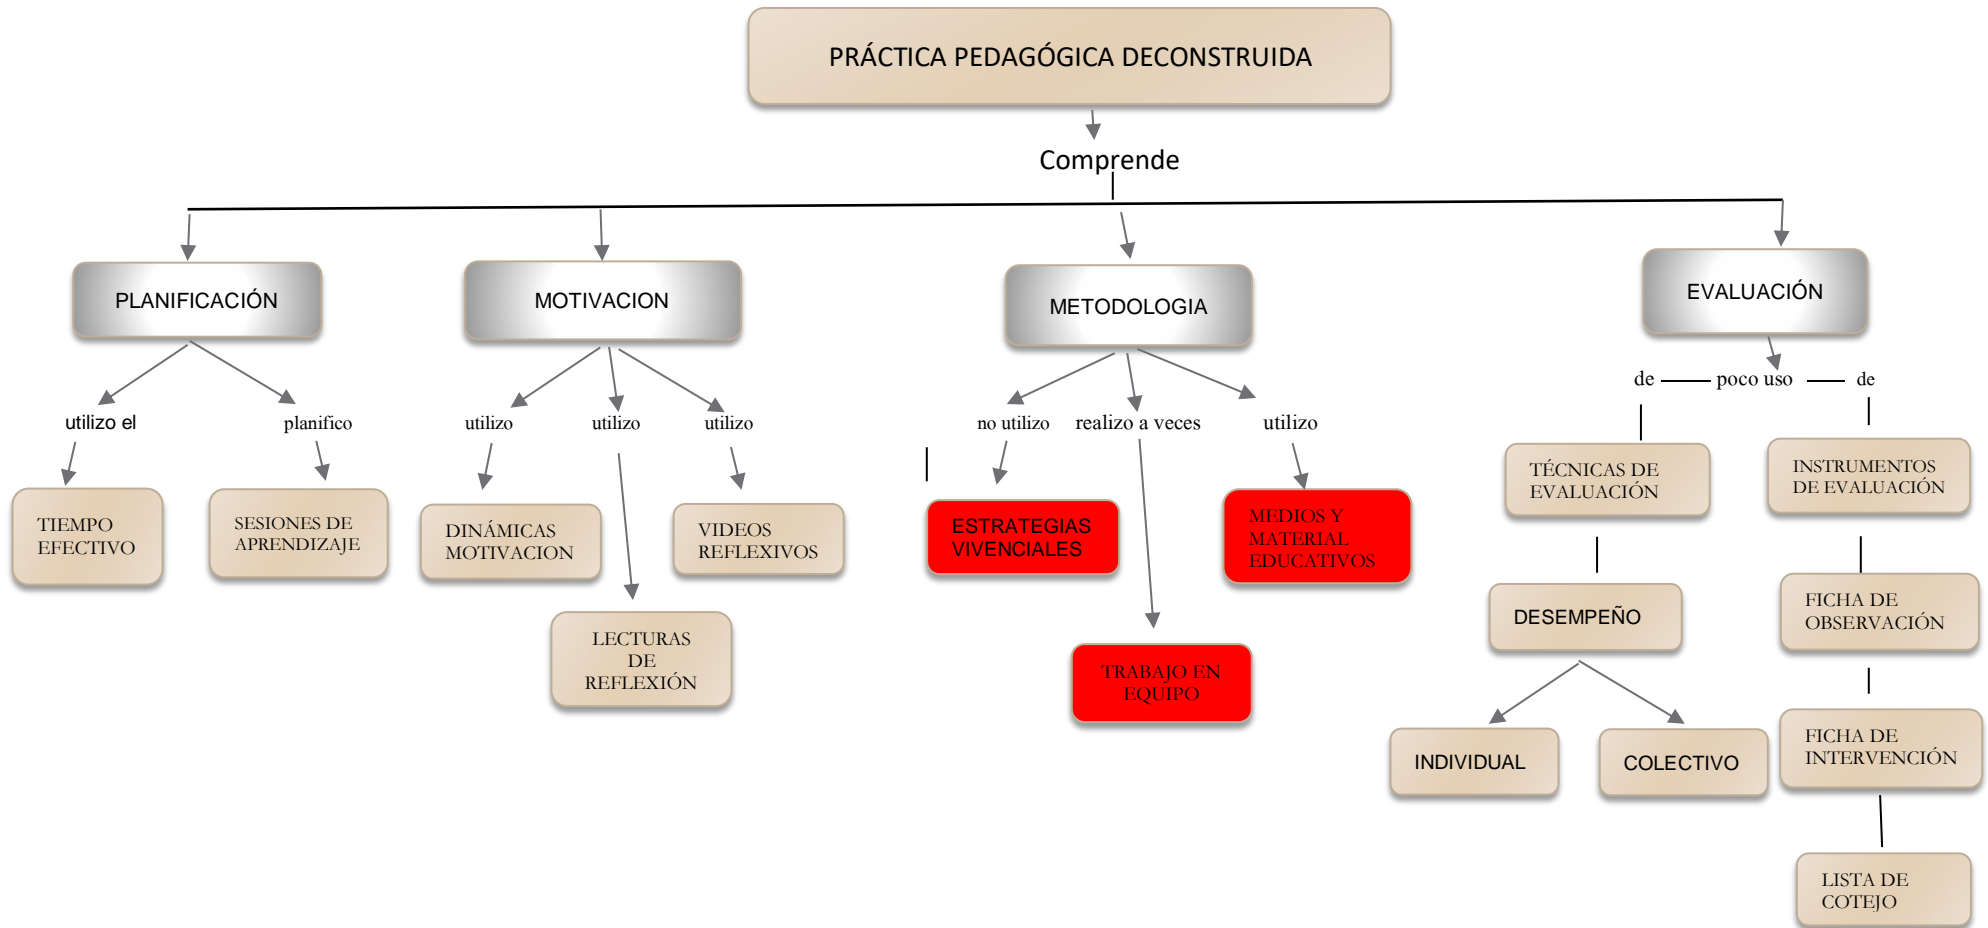 PRÁCTICA PEDAGÓGICA DECONSTRUIDA
Comprende
PLANIFICACIÓN
MOTIVACION
METODOLOGIA
EVALUACIÓN
de
poco uso
de
utilizo el
planifico
utilizo
utilizo
utilizo
no utilizo
realizo a veces
utilizo
TIEMPO
EFECTIVO
SESIONES DE
APRENDIZAJE
DINÁMICAS
MOTIVACION
VIDEOS
REFLEXIVOS
LECTURAS
DE
REFLEXIÓN
ESTRATEGIAS
VIVENCIALES
MEDIOS Y
MATERIAL
EDUCATIVOS
TRABAJO EN
EQUIPO
TÉCNICAS DE
EVALUACIÓN
INSTRUMENTOS
DE EVALUACIÓN
DESEMPEÑO
FICHA DE
OBSERVACIÓN
INDIVIDUAL
COLECTIVO
FICHA DE
INTERVENCIÓN
LISTA DE
COTEJO